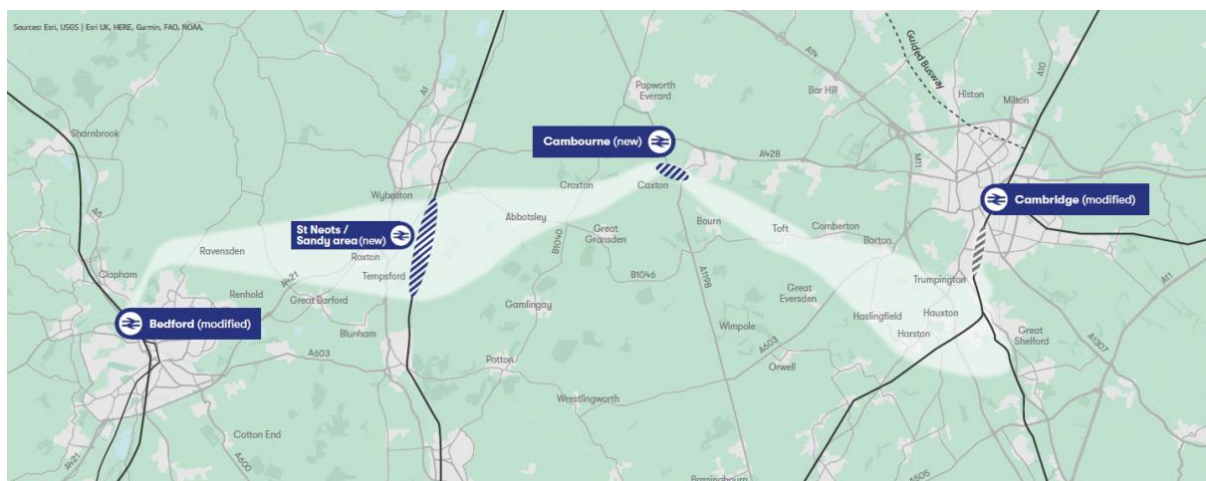 Sources: Esri, USGS | Esri UK, HERE, Garmin, FAO, NOAA,
Sharnbrook
A6
Clapham
Ravensden
Renhold
Bedford (modified)
A421
Cotton End
A600
A603
Great Barford
Blunham
A421
Roxton
Tempsford
St Neots /
Sandy area (new)
Wyboston
A1
Abbotsley
Croxton
B1040
Great
Gransden
B1046
Gamlingay
Potton
Wrestlingworth
Papworth
Everard
Cambourne (new)
Caxton
A428
Bourn
A1198
Wimpole
Bassingbourn
Toft
Comberton
Barton
Great
Eversden
A603
Orwell
Haslingfield
Harston
Hauxton
Trumpington
Great
Shelford
A1307
A505
A11
Cambridge (modified)
M11
Bar Hill
A14
Guided Busway
Histon
Milton
A10